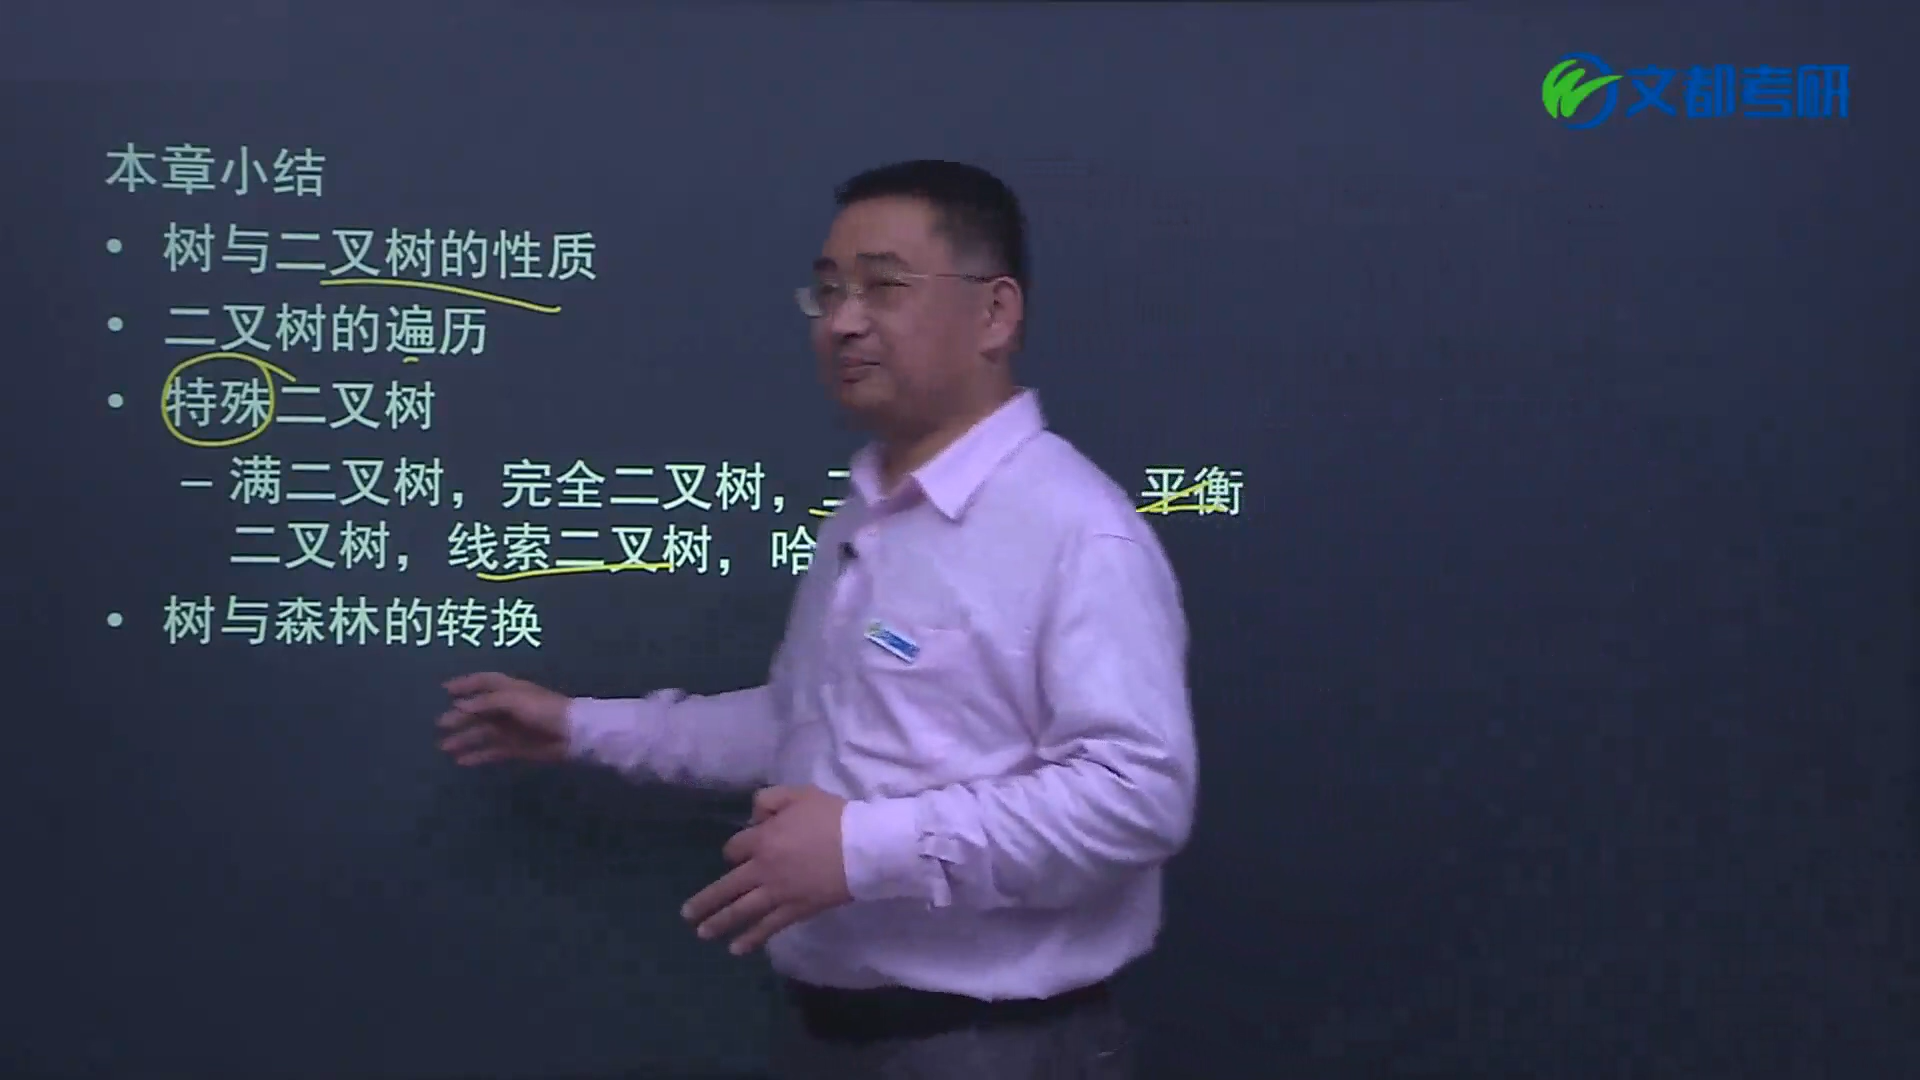 文都考研
本章小结
• 树与二叉树的性质
• 二叉树的遍历
• 特殊二叉树
– 满二叉树，完全二叉树，二 平衡
二叉树，线索二叉树，哈
• 树与森林的转换